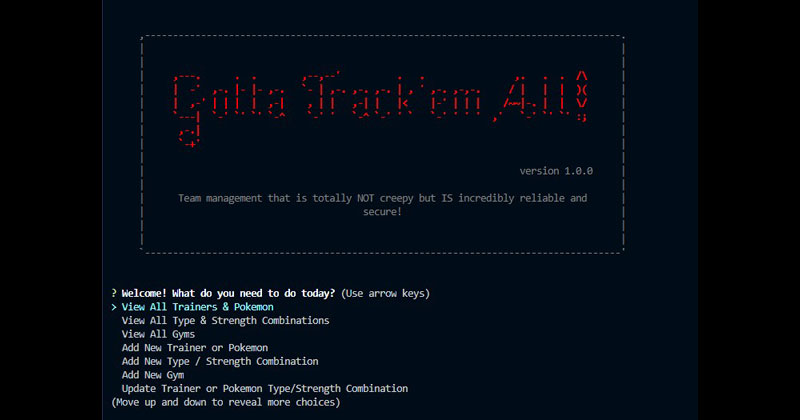 Gotta Track 'em All!
version 1.0.0
Team management that is totally NOT creepy but IS incredibly reliable and
secure!
? Welcome! What do you need to do today? (Use arrow keys)
> View All Trainers & Pokemon
View All Type & Strength Combinations
View All Gyms
Add New Trainer or Pokemon
Add New Type / Strength Combination
Add New Gym
Update Trainer or Pokemon Type/Strength Combination
(Move up and down to reveal more choices)